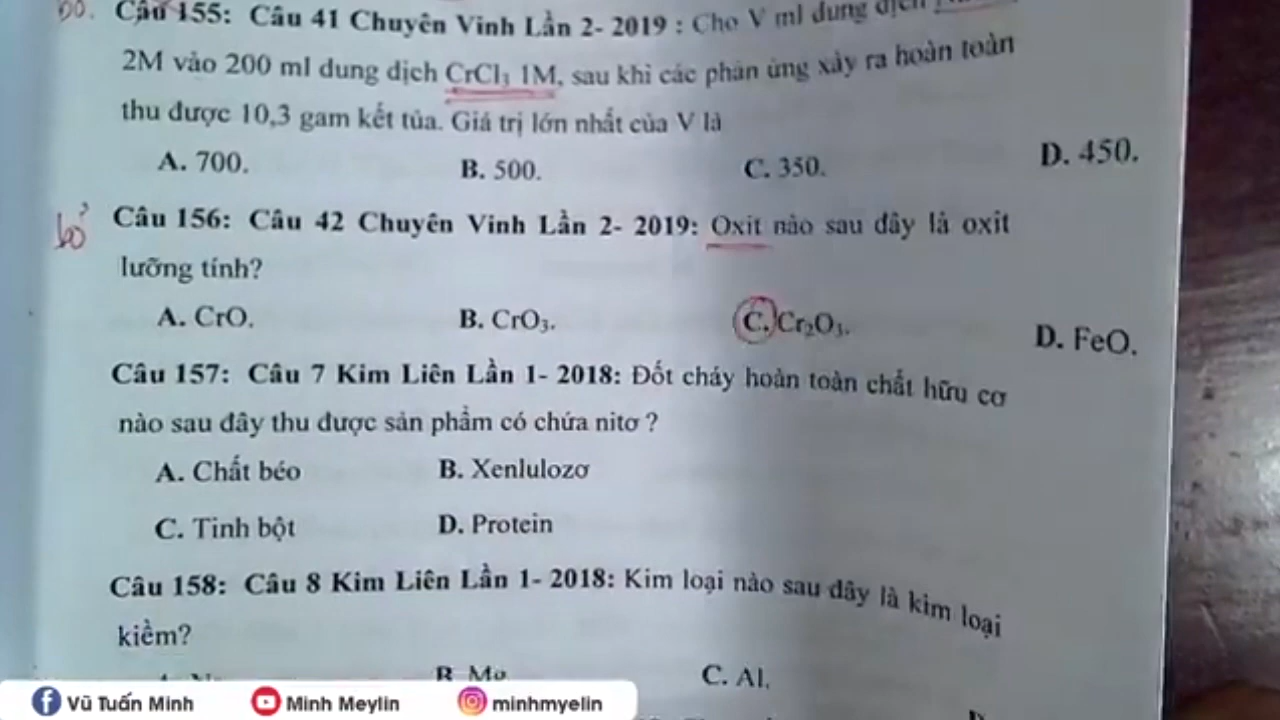 bỏ. Câu 155: Câu 41 Chuyên Vinh Lần 2- 2019 : Cho V ml dung dịch
2M vào 200 ml dung dịch CrCl₃ 1M, sau khi các phản ứng xảy ra hoàn toàn
thu được 10,3 gam kết tủa. Giá trị lớn nhất của V là
A. 700. B. 500. C. 350. D. 450.
bỏ Câu 156: Câu 42 Chuyên Vinh Lần 2- 2019: Oxit nào sau đây là oxit
lưỡng tính?
A. CrO. B. CrO₃. C. Cr₂O₃. D. FeO.
Câu 157: Câu 7 Kim Liên Lần 1- 2018: Đốt cháy hoàn toàn chất hữu cơ
nào sau đây thu được sản phẩm có chứa nitơ ?
A. Chất béo B. Xenlulozơ
C. Tinh bột D. Protein
Câu 158: Câu 8 Kim Liên Lần 1- 2018: Kim loại nào sau đây là kim loại
kiềm?
B. Mg C. Al.
Vũ Tuấn Minh Minh Meylin minhmyelin